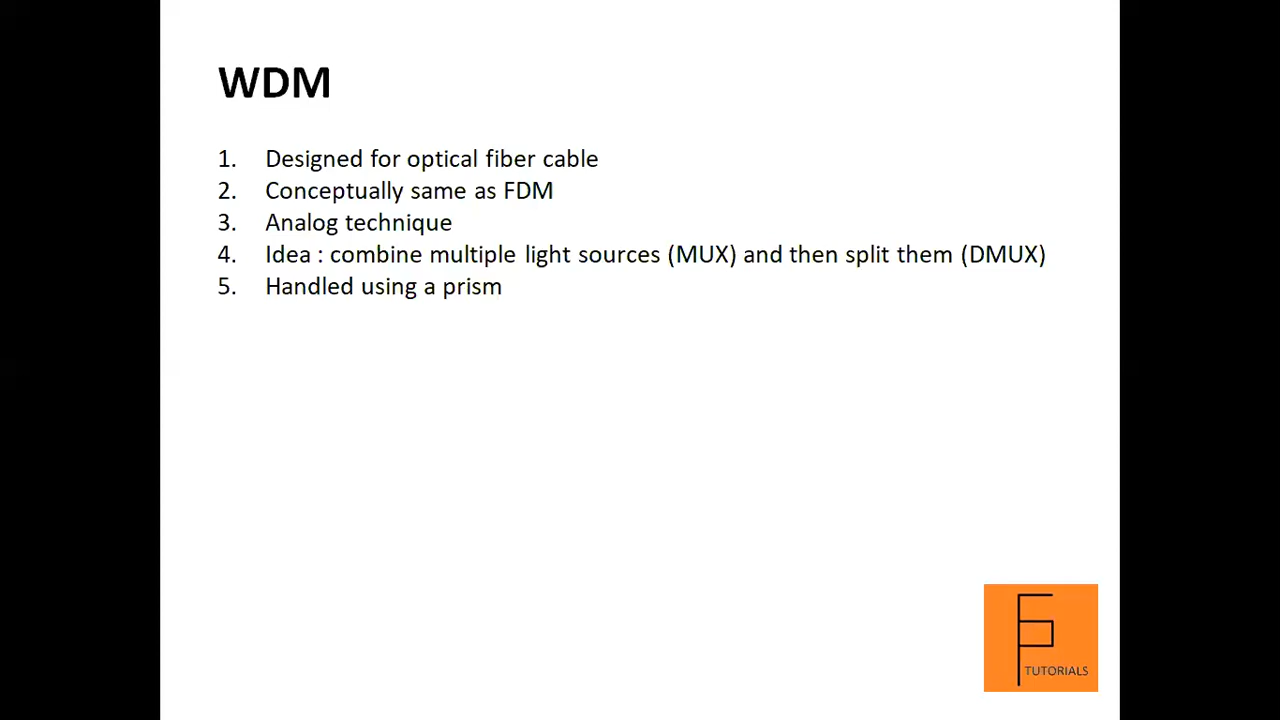 WDM
1. Designed for optical fiber cable
2. Conceptually same as FDM
3. Analog technique
4. Idea : combine multiple light sources (MUX) and then split them (DMUX)
5. Handled using a prism
TUTORIALS